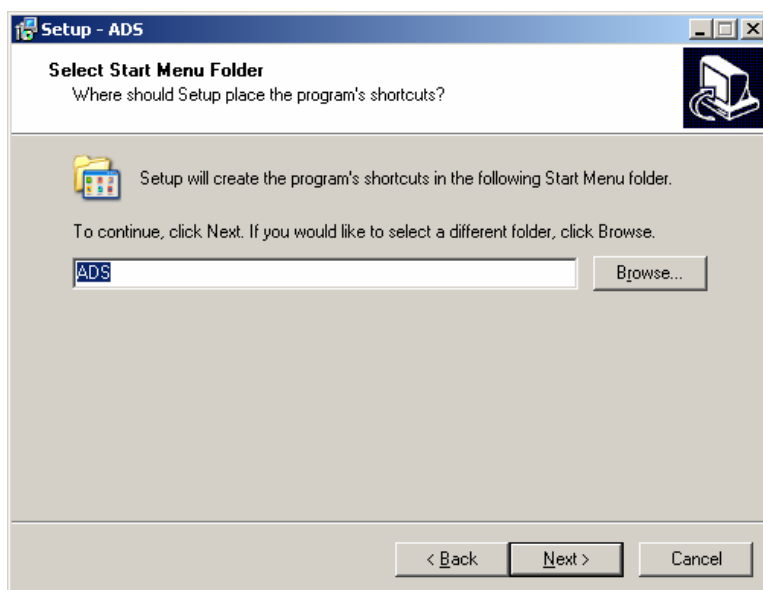 Setup - ADS
Select Start Menu Folder
Where should Setup place the program's shortcuts?
Setup will create the program's shortcuts in the following Start Menu folder.
To continue, click Next. If you would like to select a different folder, click Browse.
ADS
Browse...
< Back
Next >
Cancel